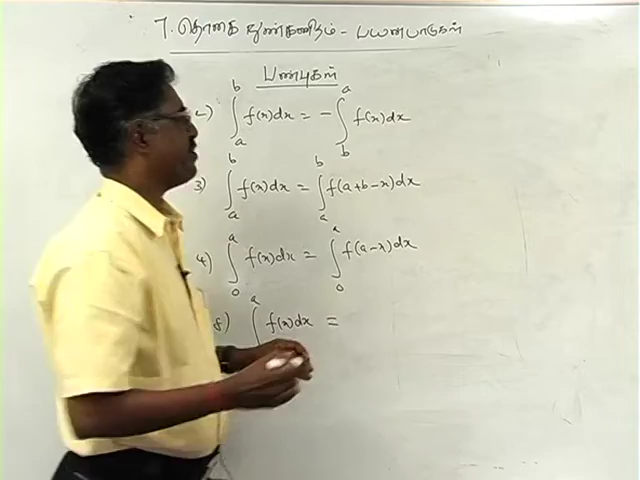 7. தொகை நுண்கணிதம் - பயன்பாடுகள்
பண்புகள்
2) ∫_a^b f(x)dx = - ∫_b^a f(x)dx
3) ∫_a^b f(x)dx = ∫_a^b f(a+b-x)dx
4) ∫_0^a f(x)dx = ∫_0^a f(a-x)dx
∫^a f(x)dx =